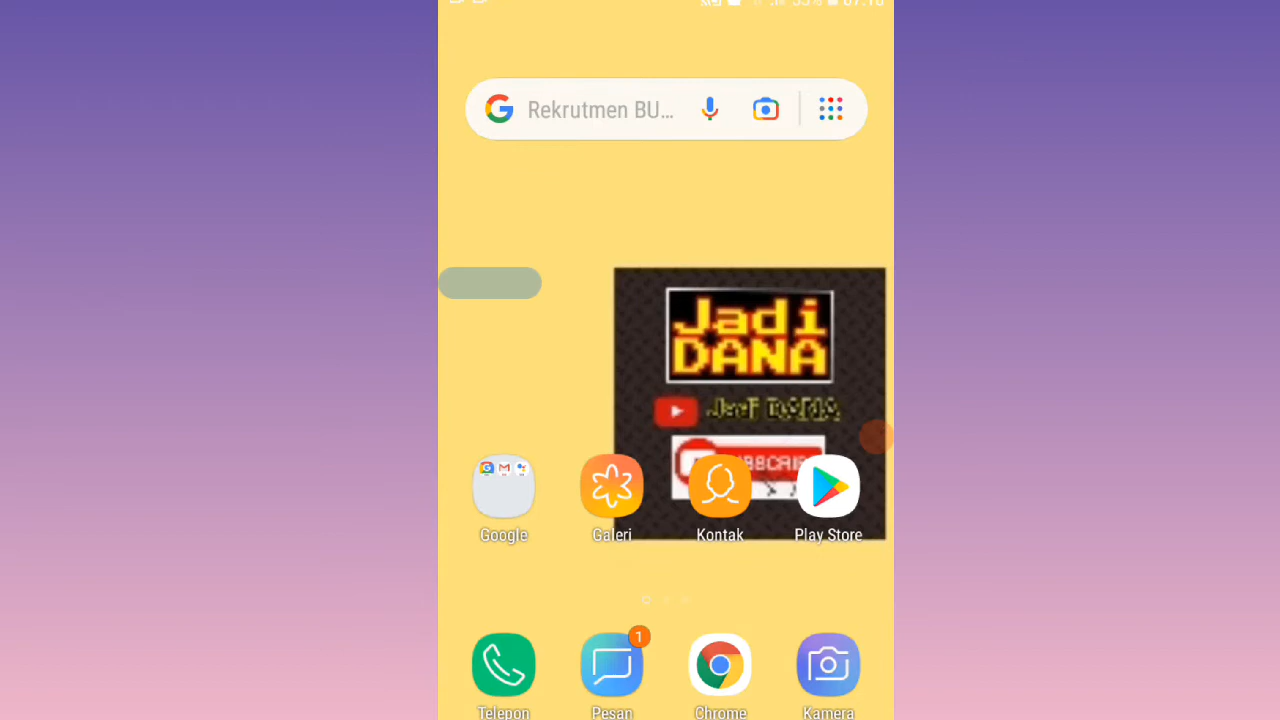 Rekrutmen BU...
Jadi
DANA
Google
Galeri
Kontak
Play Store
1
Telepon
Pesan
Chrome
Kamera